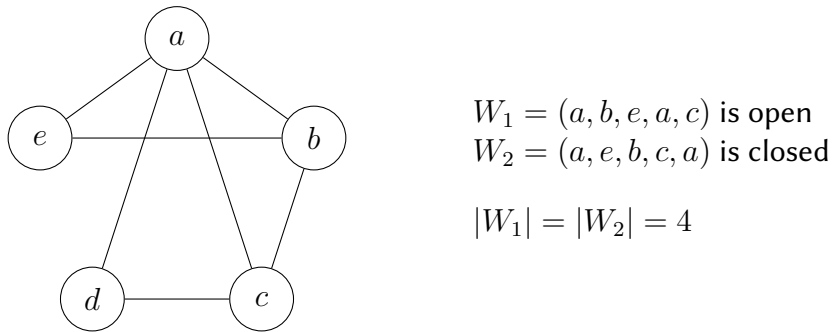 a
e
b
d
c
W₁ = (a, b, e, a, c) is open
W₂ = (a, e, b, c, a) is closed
|W₁| = |W₂| = 4